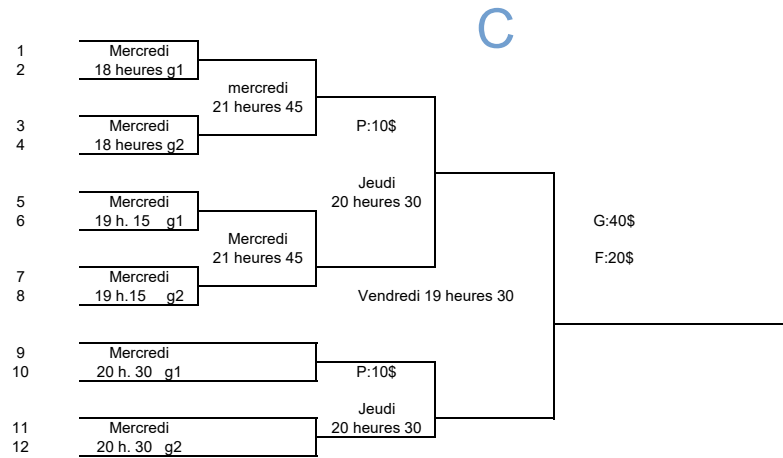 C
1 Mercredi
2 18 heures g1
mercredi
21 heures 45
3 Mercredi
4 18 heures g2
P:10$
Jeudi
20 heures 30
5 Mercredi
6 19 h. 15 g1
G:40$
Mercredi
21 heures 45
F:20$
7 Mercredi
8 19 h.15 g2
Vendredi 19 heures 30
9 Mercredi
10 20 h. 30 g1
P:10$
Jeudi
20 heures 30
11 Mercredi
12 20 h. 30 g2